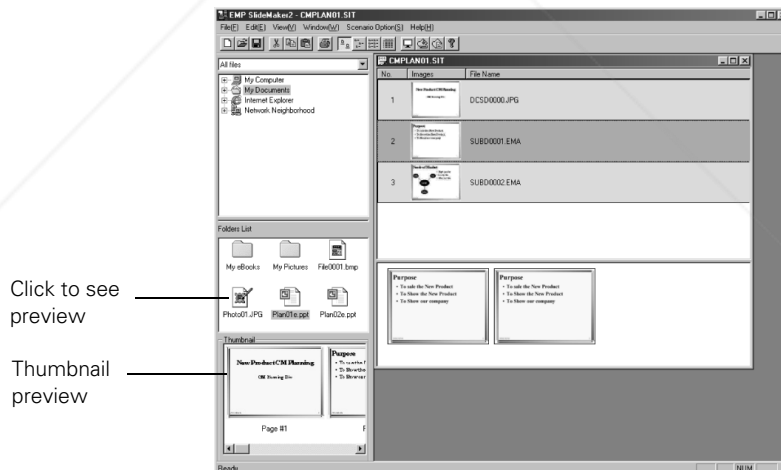 EMP SlideMaker2 - CMPLAN01.SIT
File(F) Edit(E) View(V) Window(W) Scenario Option(S) Help(H)
All files
My Computer
My Documents
Internet Explorer
Network Neighborhood
CMPLAN01.SIT
No. Images File Name
1 New Product CM Planning DCSD0000.JPG
2 Purpose SUBD0001.EMA
3 SUBD0002.EMA
Folders List
My eBooks My Pictures File0001.bmp
Photo01.JPG Plan01e.ppt Plan02e.ppt
Click to see
preview
Thumbnail
New Product CM Planning
Purpose
Page #1
Thumbnail
preview
Purpose
• To sale the New Product
• To Show the New Product
• To Show our company
Purpose
• To sale the New Product
• To Show the New Product
• To Show our company
Ready
NUM